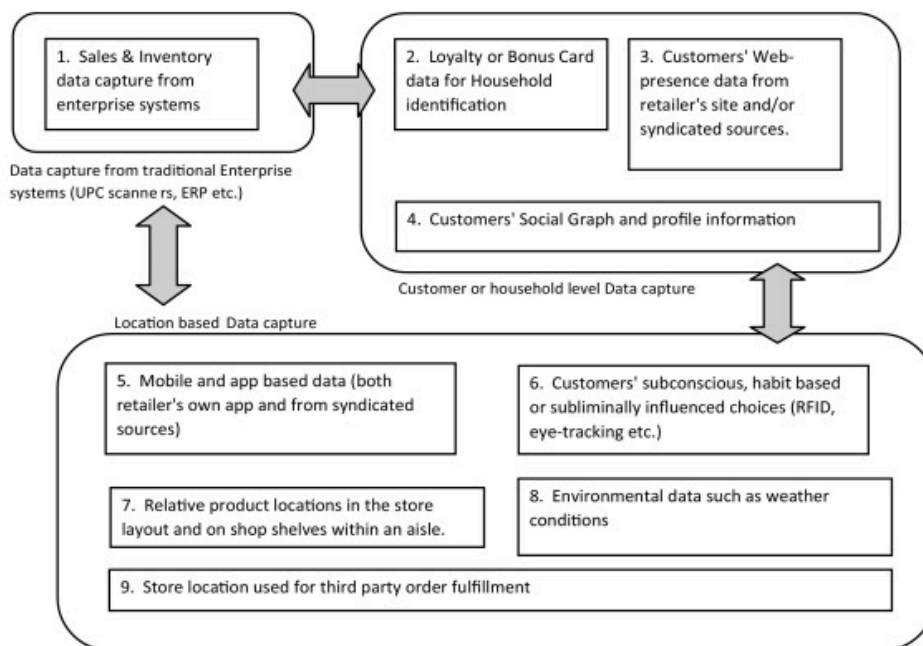 1. Sales & Inventory
data capture from
enterprise systems
2. Loyalty or Bonus Card
data for Household
identification
3. Customers' Web-
presence data from
retailer's site and/or
syndicated sources.
Data capture from traditional Enterprise
systems (UPC scanne rs, ERP etc.)
4. Customers' Social Graph and profile information
Customer or household level Data capture
Location based Data capture
5. Mobile and app based data (both
retailer's own app and from syndicated
sources)
6. Customers' subconscious, habit based
or subliminally influenced choices (RFID,
eye-tracking etc.)
7. Relative product locations in the store
layout and on shop shelves within an aisle.
8. Environmental data such as weather
conditions
9. Store location used for third party order fulfillment